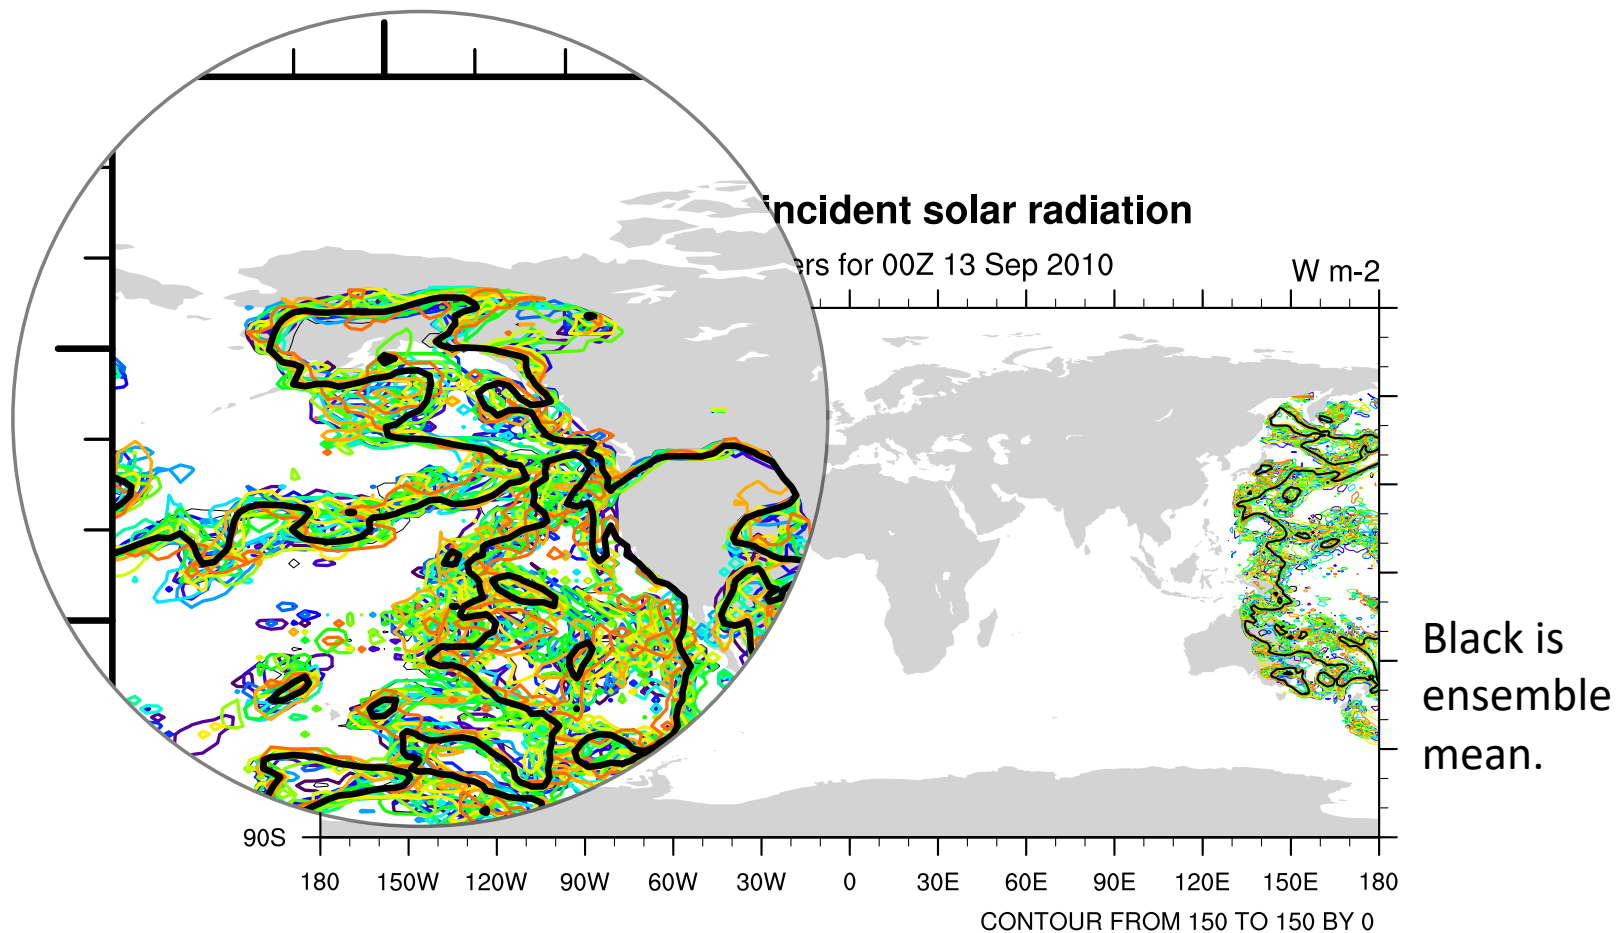 incident solar radiation
for 00Z 13 Sep 2010
W m-2
Black is
ensemble
mean.
90S
180 150W 120W 90W 60W 30W 0 30E 60E 90E 120E 150E 180
CONTOUR FROM 150 TO 150 BY 0